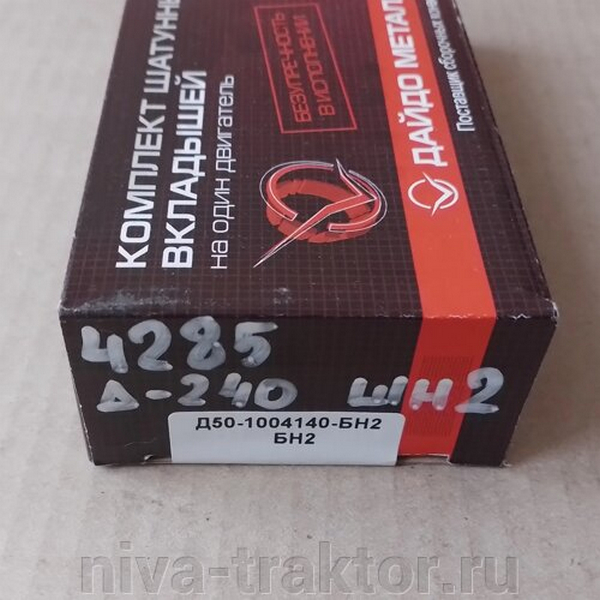 КОМПЛЕКТ ШАТУННЫ
ВКЛАДЫШЕЙ
на один двигатель
БЕЗУПРЕЧНОСТЬ
В ИСПОЛНЕНИИ
ДАЙДО МЕТАЛ
Поставщик сборочных
4285
Д-240 ШН2
Д50-1004140-БН2
БН2
niva-traktor.ru